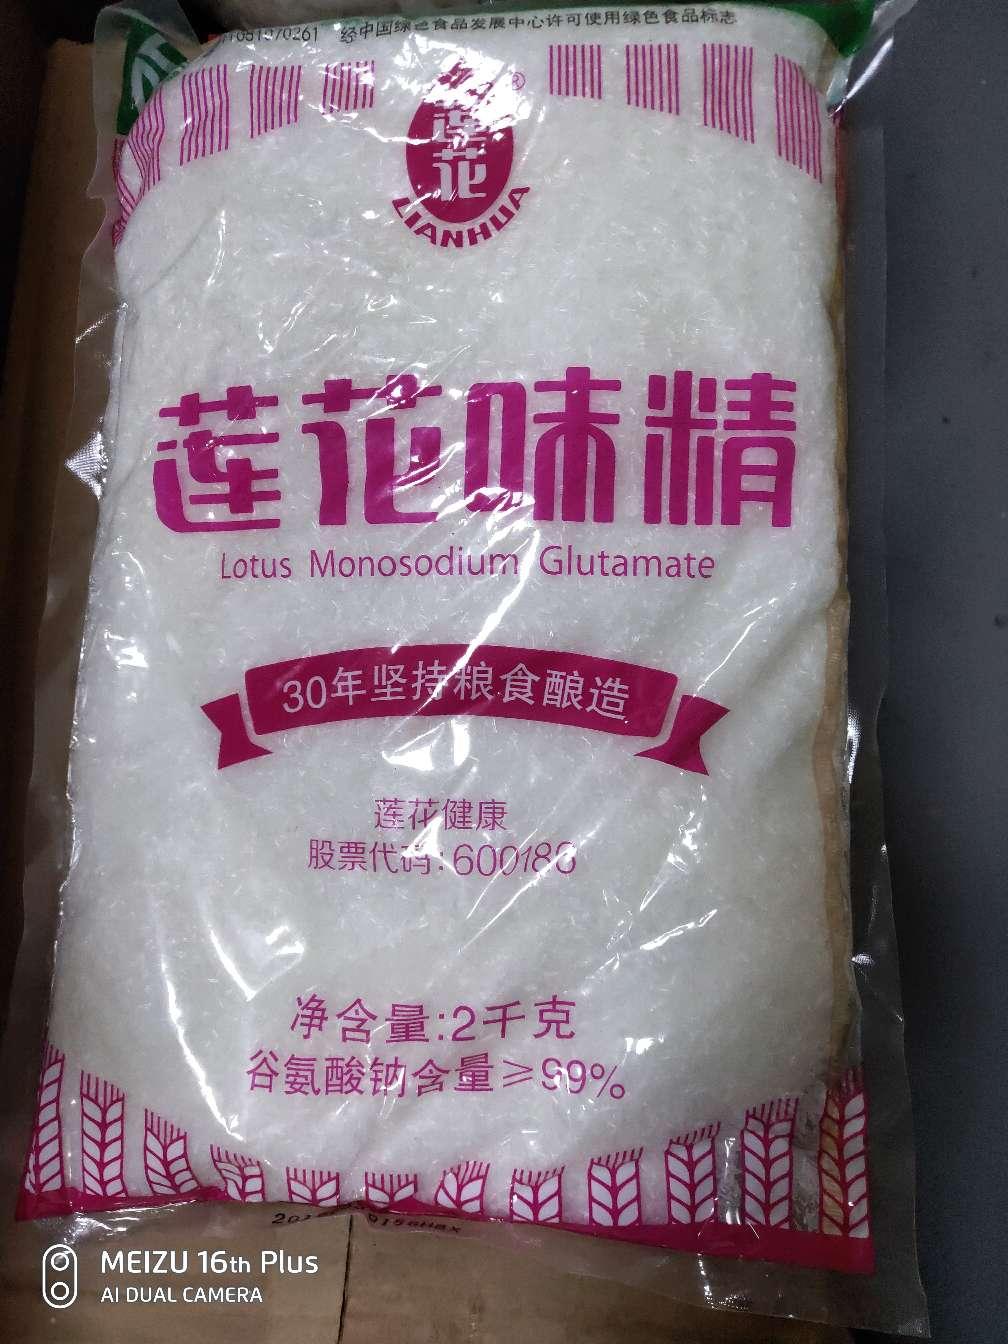 经中国绿色食品发展中心许可使用绿色食品标志
莲花
®
LIANHUA
莲花味精
Lotus Monosodium Glutamate
30年坚持粮食酿造
莲花健康
股票代码:600186
净含量:2千克
谷氨酸钠含量≥99%
MEIZU 16th Plus
AI DUAL CAMERA